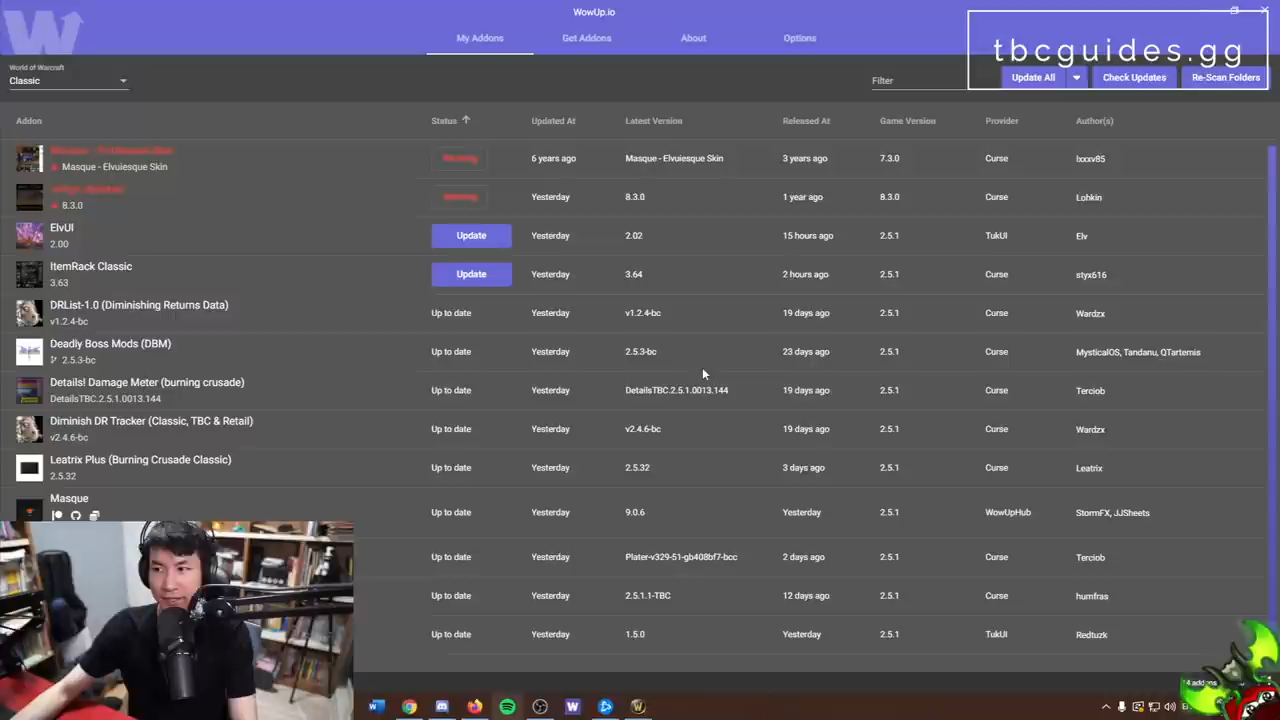 WowUp.io
W
My Addons
Get Addons
About
Options
tbcguides.gg
World of Warcraft
Classic
Filter
Update All
Check Updates
Re-Scan Folders
Addon
Status
Updated At
Latest Version
Released At
Game Version
Provider
Author(s)
Masque - Elvuiesque Skin
6 years ago
Masque - Elvuiesque Skin
3 years ago
7.3.0
Curse
lxxxv85
8.3.0
Yesterday
8.3.0
1 year ago
8.3.0
Curse
Lohkin
ElvUI
2.00
Update
Yesterday
2.02
15 hours ago
2.5.1
TukUI
Elv
ItemRack Classic
3.63
Update
Yesterday
3.64
2 hours ago
2.5.1
Curse
styx616
DRList-1.0 (Diminishing Returns Data)
v1.2.4-bc
Up to date
Yesterday
v1.2.4-bc
19 days ago
2.5.1
Curse
Wardzx
Deadly Boss Mods (DBM)
2.5.3-bc
Up to date
Yesterday
2.5.3-bc
23 days ago
2.5.1
Curse
MysticalOS, Tandanu, QTartemis
Details! Damage Meter (burning crusade)
DetailsTBC.2.5.1.0013.144
Up to date
Yesterday
DetailsTBC.2.5.1.0013.144
19 days ago
2.5.1
Curse
Terciob
Diminish DR Tracker (Classic, TBC & Retail)
v2.4.6-bc
Up to date
Yesterday
v2.4.6-bc
19 days ago
2.5.1
Curse
Wardzx
Leatrix Plus (Burning Crusade Classic)
2.5.32
Up to date
Yesterday
2.5.32
3 days ago
2.5.1
Curse
Leatrix
Masque
Up to date
Yesterday
9.0.6
Yesterday
2.5.1
WowUpHub
StormFX, JJSheets
Up to date
Yesterday
Plater-v329-51-gb408bf7-bcc
2 days ago
2.5.1
Curse
Terciob
Up to date
Yesterday
2.5.1.1-TBC
12 days ago
2.5.1
Curse
humfras
Up to date
Yesterday
1.5.0
Yesterday
2.5.1
TukUI
Redtuzk
addons